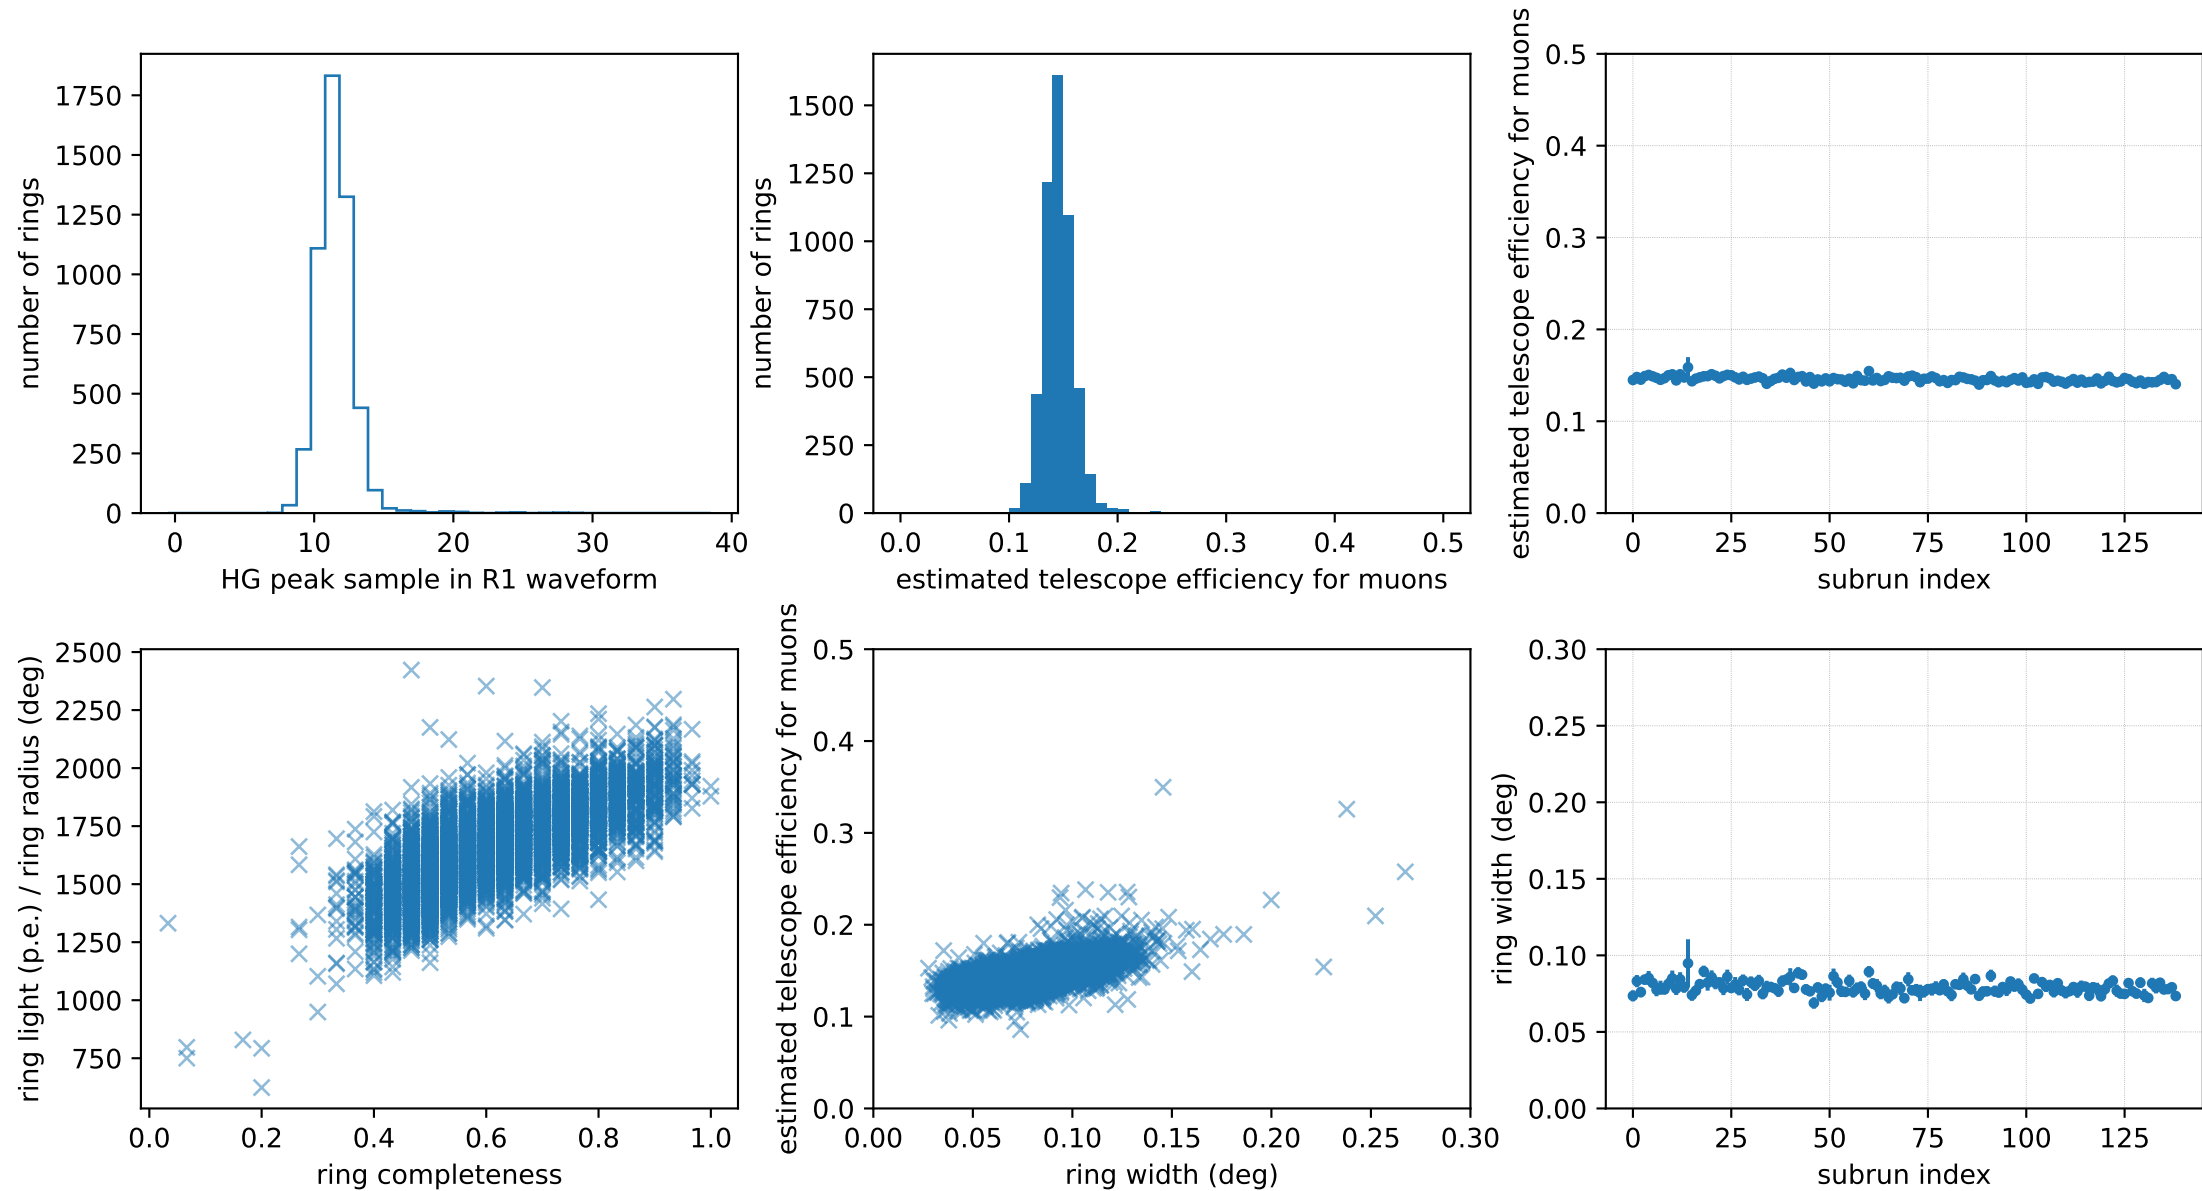 number of rings
1750
1500
1250
1000
750
500
250
0
0 10 20 30 40
HG peak sample in R1 waveform
number of rings
1500
1250
1000
750
500
250
0
0.0 0.1 0.2 0.3 0.4 0.5
estimated telescope efficiency for muons
estimated telescope efficiency for muons
0.5
0.4
0.3
0.2
0.1
0.0
0 25 50 75 100 125
subrun index
ring light (p.e.) / ring radius (deg)
2500
2250
2000
1750
1500
1250
1000
750
0.0 0.2 0.4 0.6 0.8 1.0
ring completeness
estimated telescope efficiency for muons
0.5
0.4
0.3
0.2
0.1
0.0
0.00 0.05 0.10 0.15 0.20 0.25 0.30
ring width (deg)
ring width (deg)
0.30
0.25
0.20
0.15
0.10
0.05
0.00
0 25 50 75 100 125
subrun index